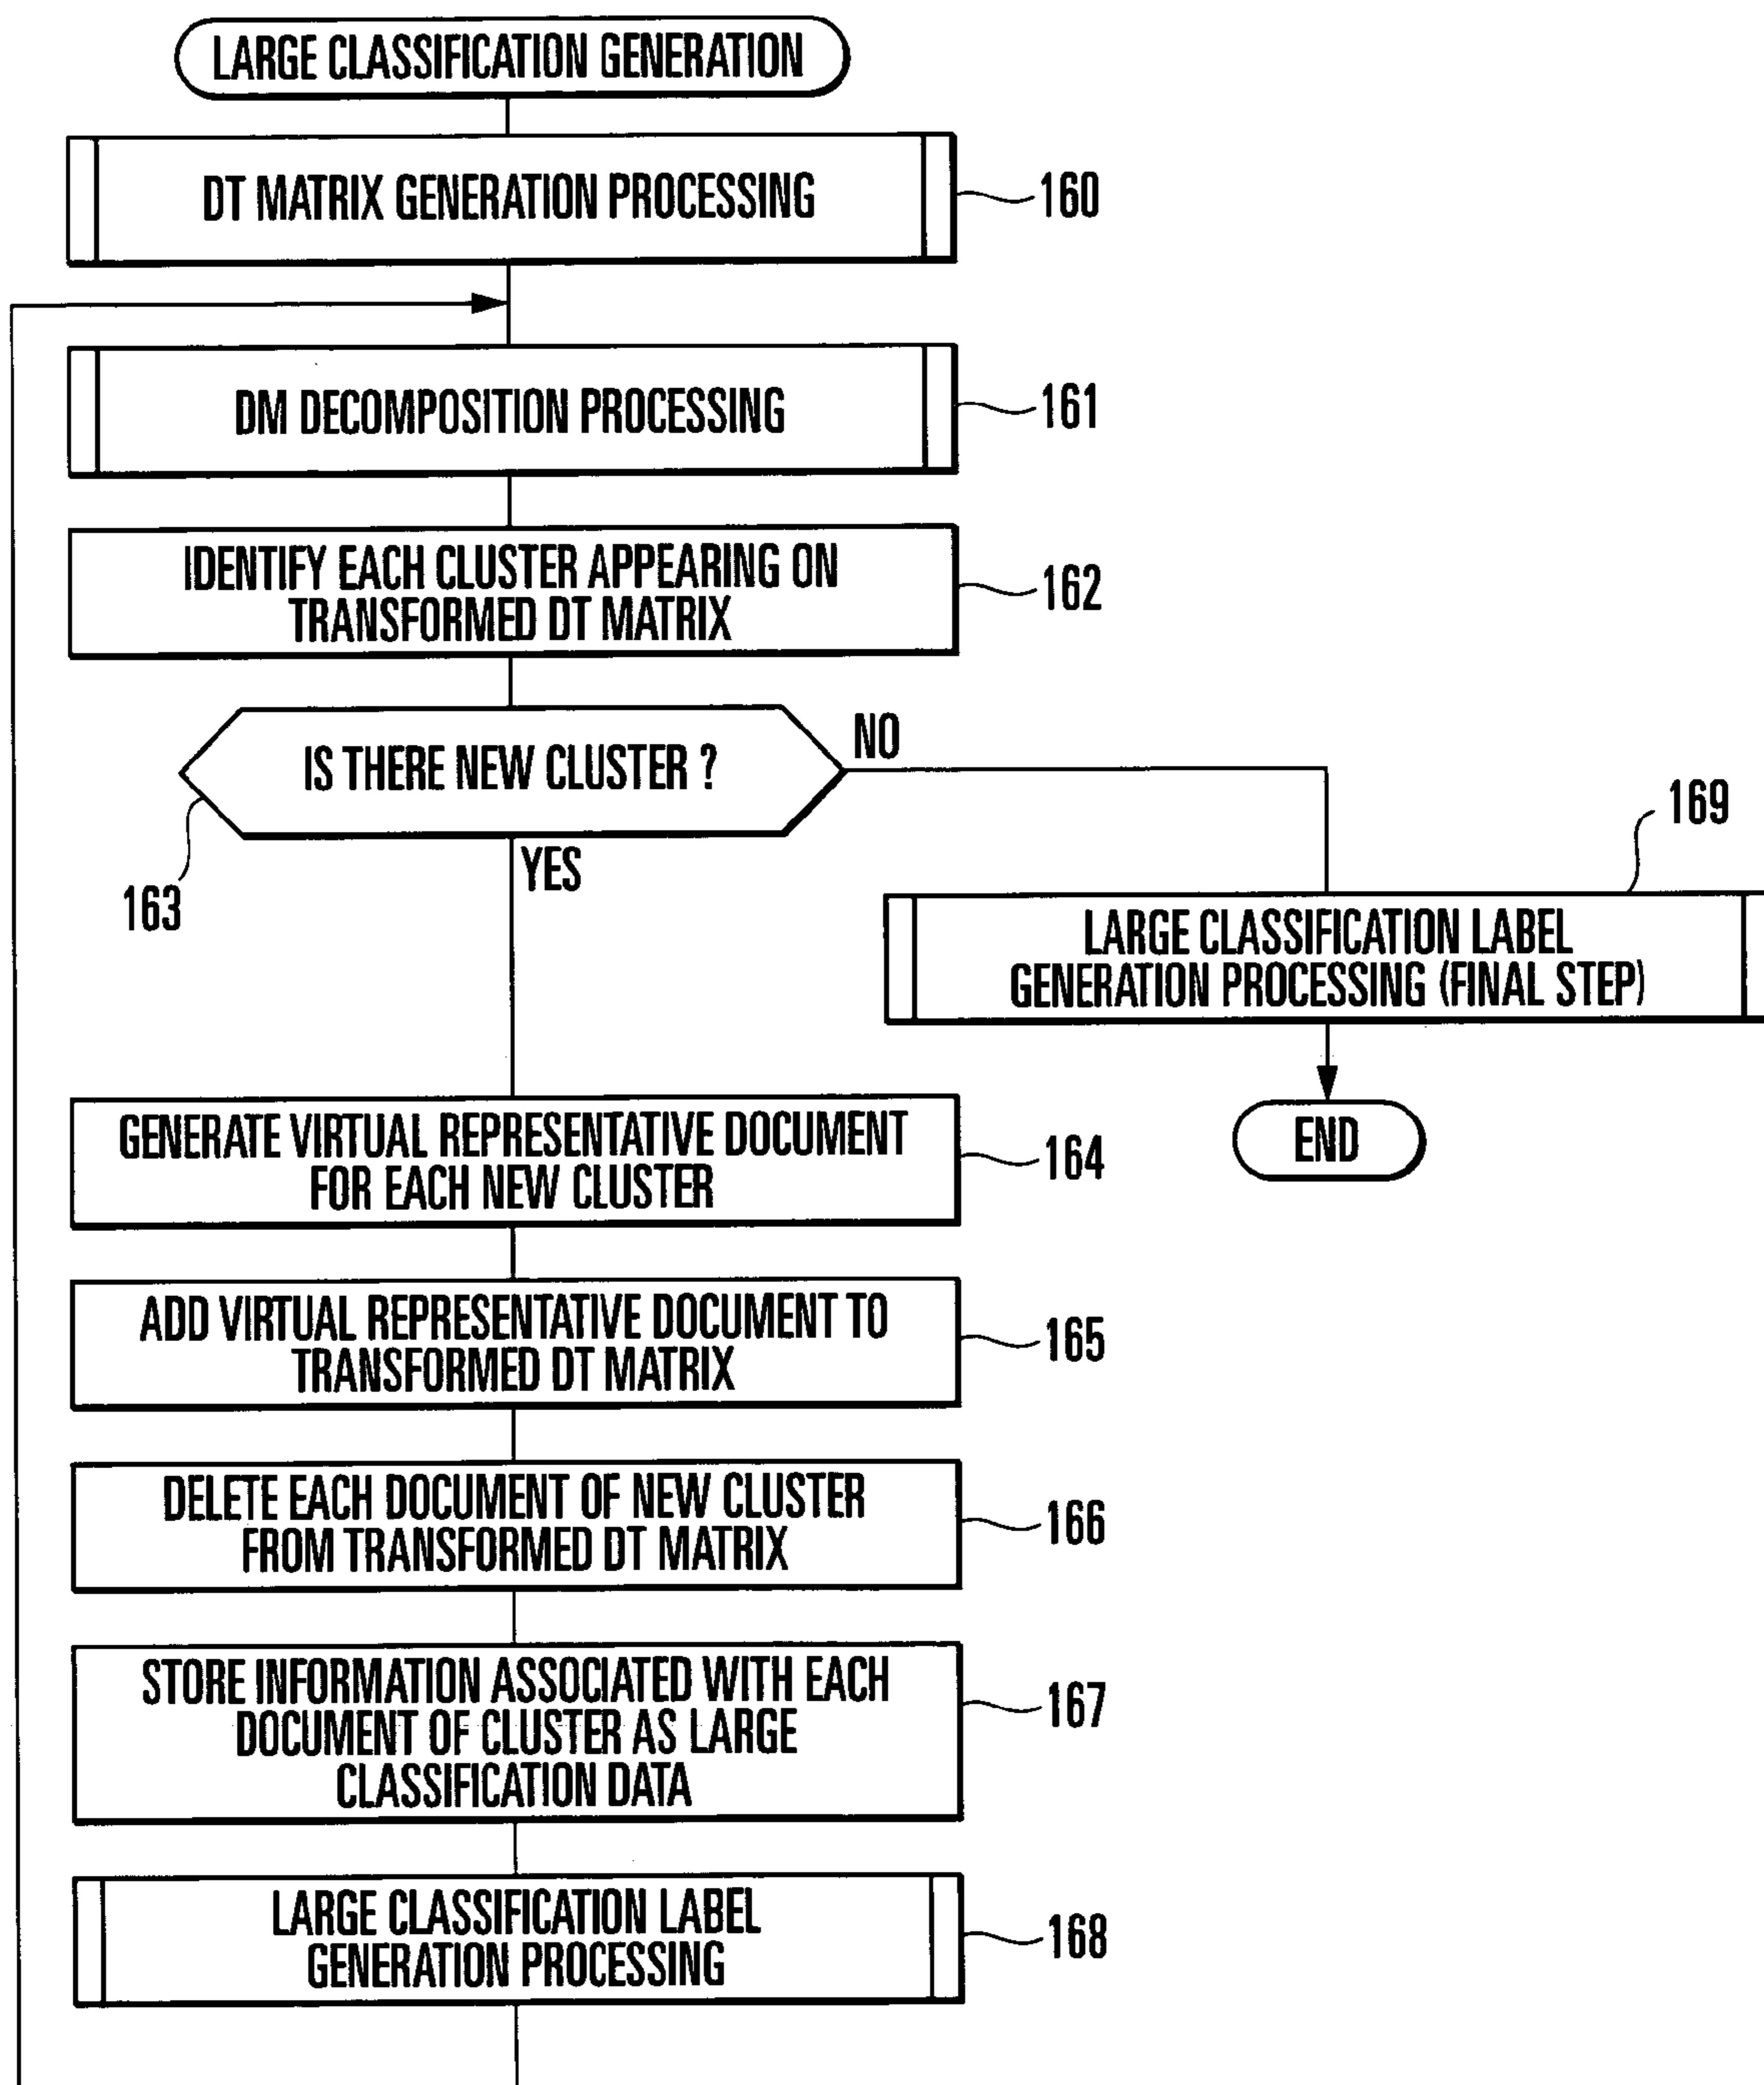 LARGE CLASSIFICATION GENERATION
DT MATRIX GENERATION PROCESSING
160
DM DECOMPOSITION PROCESSING
161
IDENTIFY EACH CLUSTER APPEARING ON
TRANSFORMED DT MATRIX
162
IS THERE NEW CLUSTER ?
NO
YES
163
169
LARGE CLASSIFICATION LABEL
GENERATION PROCESSING (FINAL STEP)
END
GENERATE VIRTUAL REPRESENTATIVE DOCUMENT
FOR EACH NEW CLUSTER
164
ADD VIRTUAL REPRESENTATIVE DOCUMENT TO
TRANSFORMED DT MATRIX
165
DELETE EACH DOCUMENT OF NEW CLUSTER
FROM TRANSFORMED DT MATRIX
166
STORE INFORMATION ASSOCIATED WITH EACH
DOCUMENT OF CLUSTER AS LARGE
CLASSIFICATION DATA
167
LARGE CLASSIFICATION LABEL
GENERATION PROCESSING
168